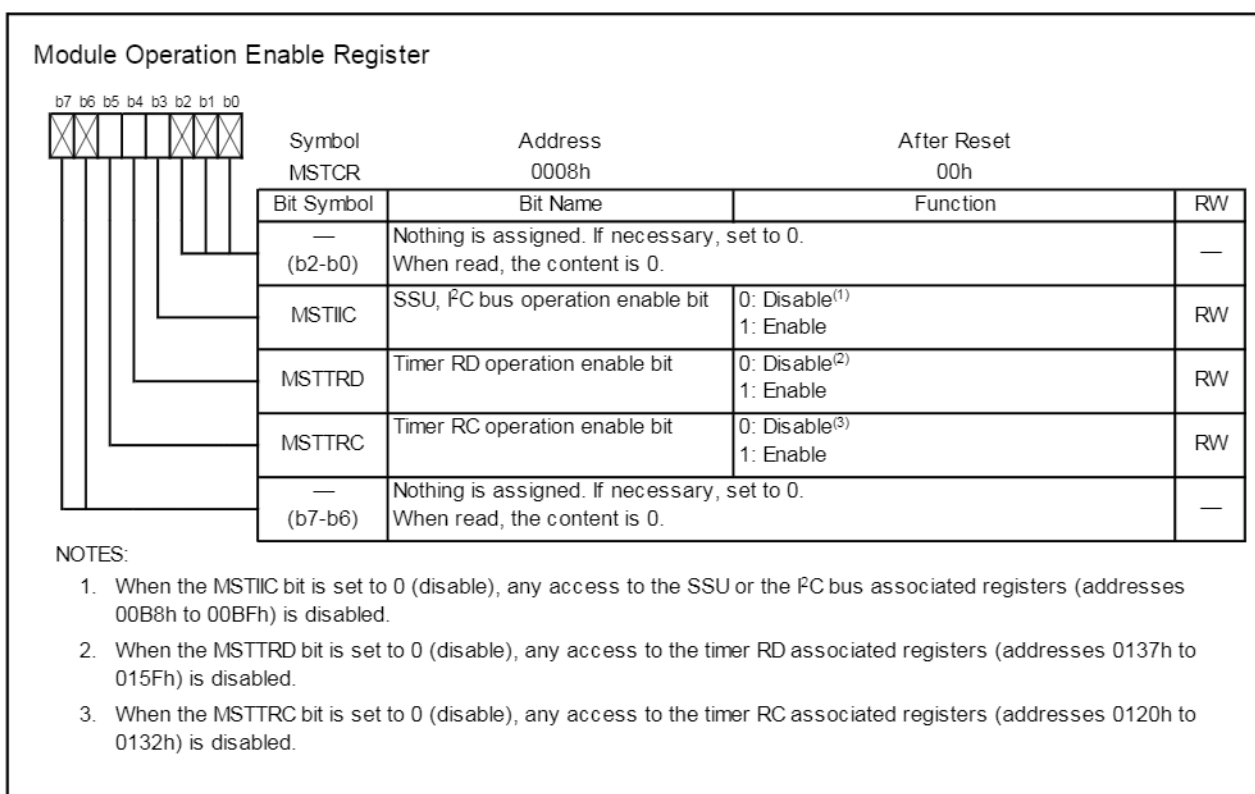 Module Operation Enable Register
b7 b6 b5 b4 b3 b2 b1 b0
Symbol Address After Reset
MSTCR 0008h 00h
Bit Symbol Bit Name Function RW
— Nothing is assigned. If necessary, set to 0. —
(b2-b0) When read, the content is 0.
MSTIIC SSU, I²C bus operation enable bit 0: Disable(1) RW
1: Enable
MSTTRD Timer RD operation enable bit 0: Disable(2) RW
1: Enable
MSTTRC Timer RC operation enable bit 0: Disable(3) RW
1: Enable
— Nothing is assigned. If necessary, set to 0. —
(b7-b6) When read, the content is 0.
NOTES:
1. When the MSTIIC bit is set to 0 (disable), any access to the SSU or the I²C bus associated registers (addresses
00B8h to 00BFh) is disabled.
2. When the MSTTRD bit is set to 0 (disable), any access to the timer RD associated registers (addresses 0137h to
015Fh) is disabled.
3. When the MSTTRC bit is set to 0 (disable), any access to the timer RC associated registers (addresses 0120h to
0132h) is disabled.